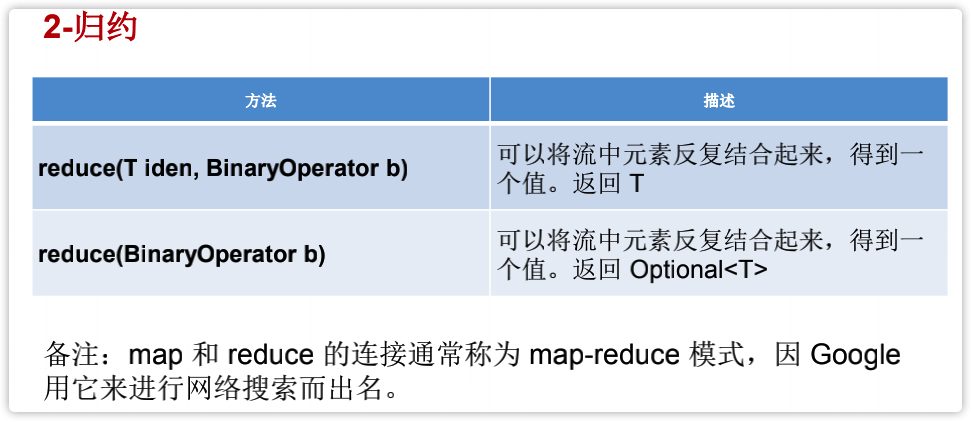 2-归约
方法
描述
reduce(T iden, BinaryOperator b)
可以将流中元素反复结合起来，得到一
个值。返回 T
reduce(BinaryOperator b)
可以将流中元素反复结合起来，得到一
个值。返回 Optional<T>
备注：map 和 reduce 的连接通常称为 map-reduce 模式，因 Google
用它来进行网络搜索而出名。